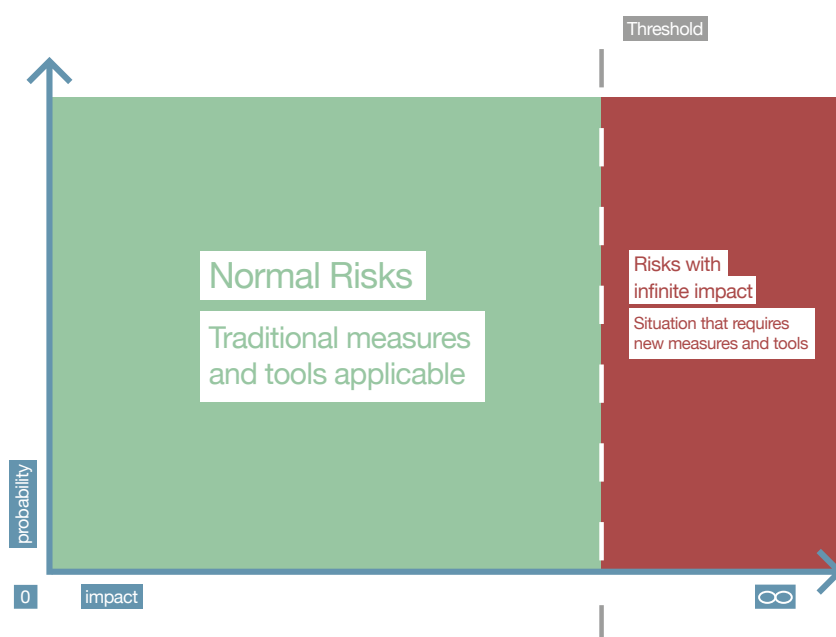 Threshold
Normal Risks
Traditional measures
and tools applicable
Risks with
infinite impact
Situation that requires
new measures and tools
probability
0
impact
∞